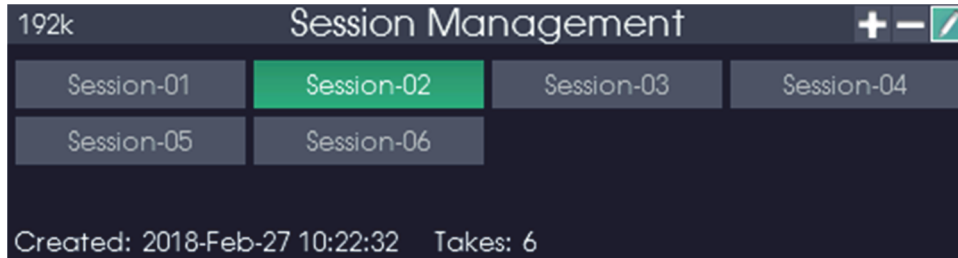 192k Session Management
Session-01 Session-02 Session-03 Session-04
Session-05 Session-06
Created: 2018-Feb-27 10:22:32 Takes: 6